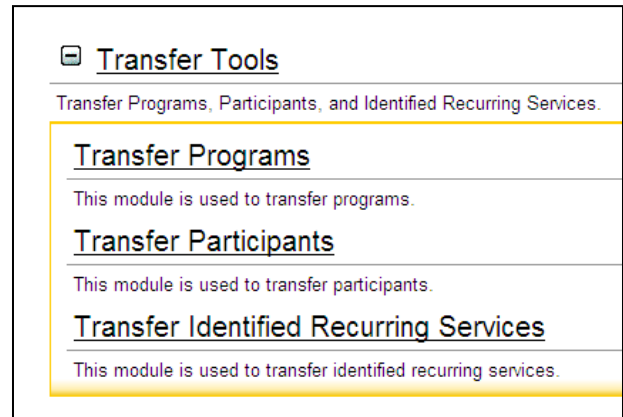 Transfer Tools
Transfer Programs, Participants, and Identified Recurring Services.
Transfer Programs
This module is used to transfer programs.
Transfer Participants
This module is used to transfer participants.
Transfer Identified Recurring Services
This module is used to transfer identified recurring services.